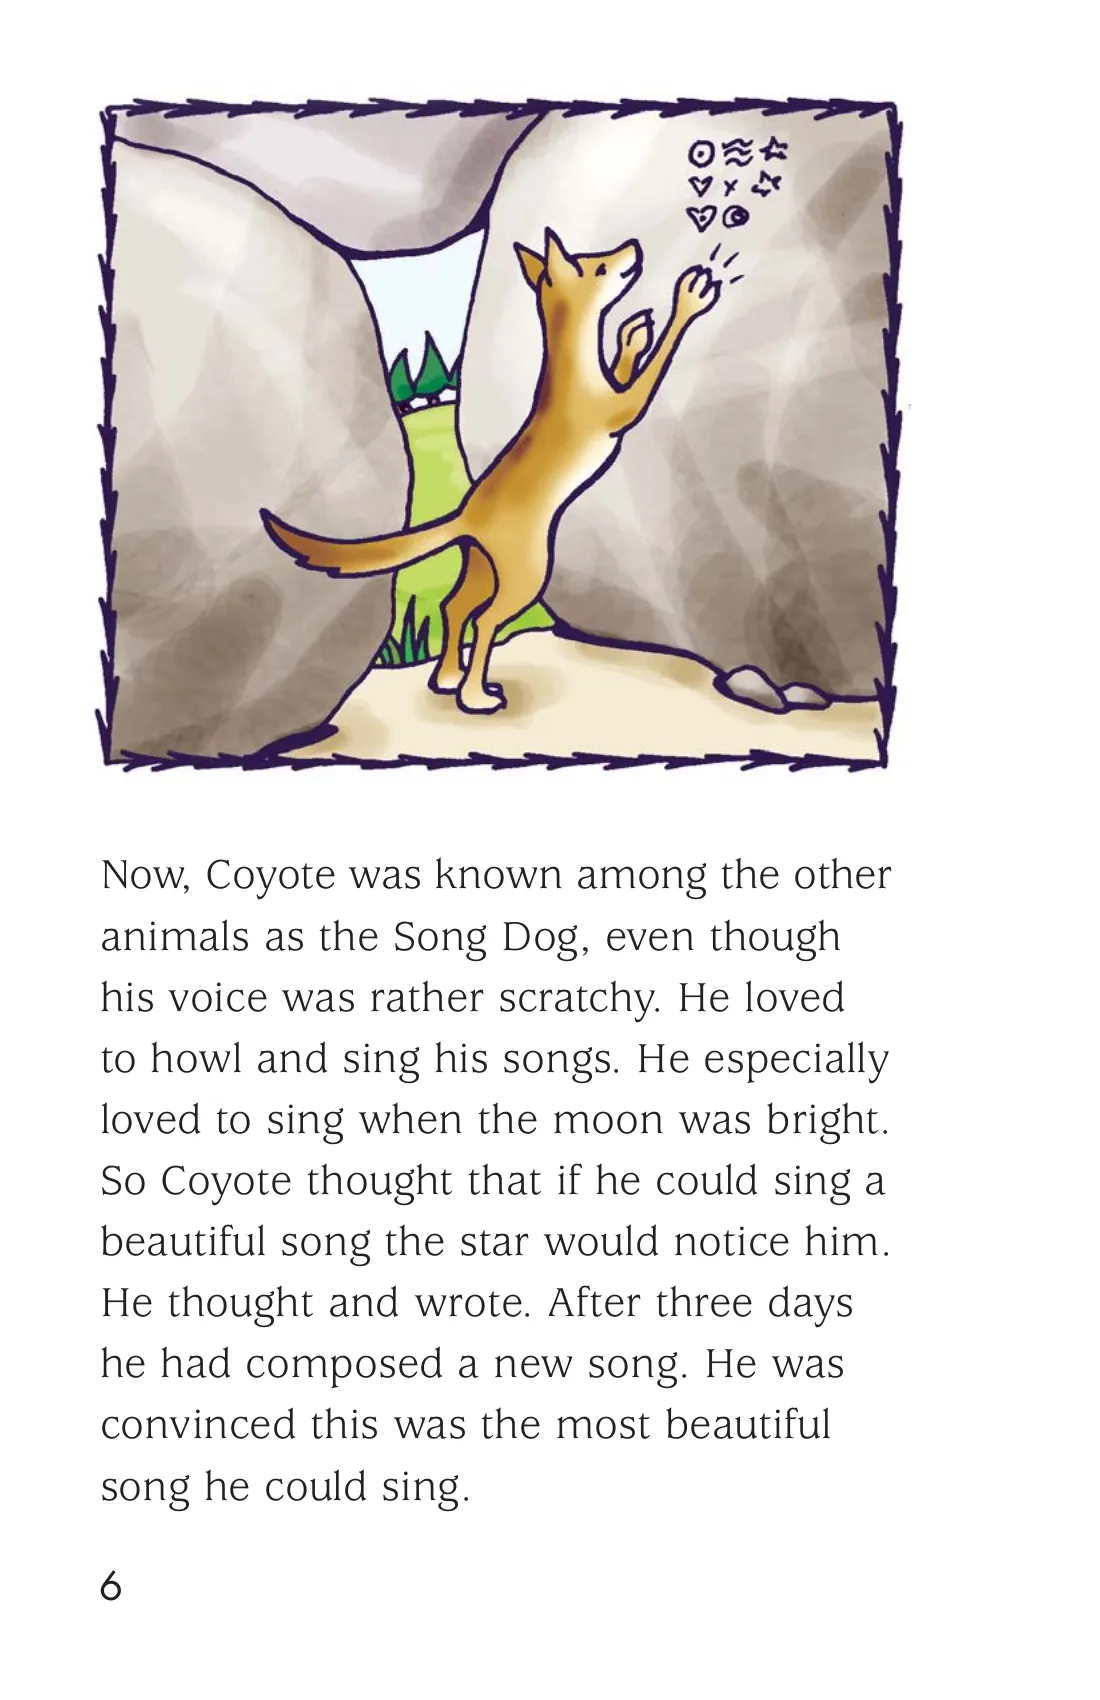 Now, Coyote was known among the other
animals as the Song Dog, even though
his voice was rather scratchy. He loved
to howl and sing his songs. He especially
loved to sing when the moon was bright.
So Coyote thought that if he could sing a
beautiful song the star would notice him.
He thought and wrote. After three days
he had composed a new song. He was
convinced this was the most beautiful
song he could sing.
6